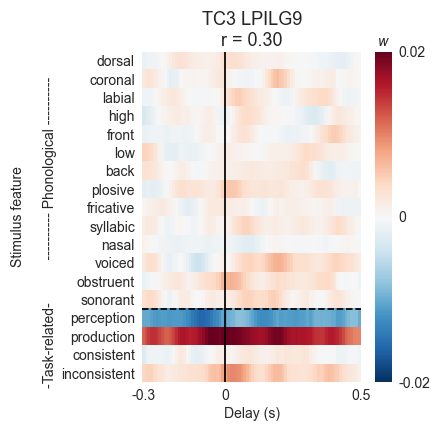 TC3 LPILG9
r = 0.30
w
Stimulus feature
---------- Phonological ----------
-Task-related-
dorsal
coronal
labial
high
front
low
back
plosive
fricative
syllabic
nasal
voiced
obstruent
sonorant
perception
production
consistent
inconsistent
-0.3
0
0.5
Delay (s)
0.02
0
-0.02